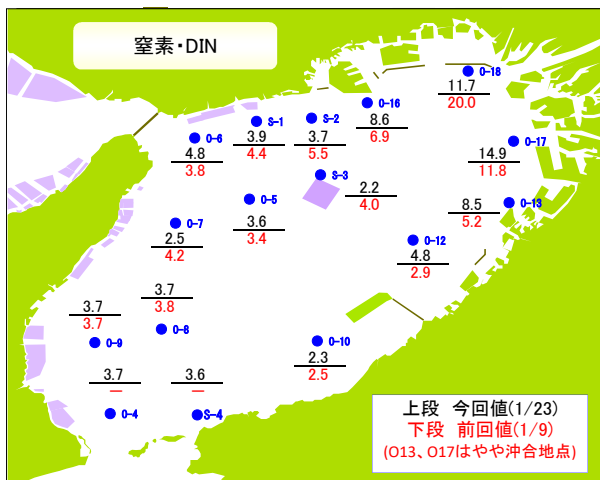 窒素・DIN
O-18
11.7
20.0
O-16
8.6
6.9
S-1
3.9
4.4
S-2
3.7
5.5
O-6
4.8
3.8
O-17
14.9
11.8
S-3
2.2
4.0
O-5
3.6
3.4
O-13
8.5
5.2
O-7
2.5
4.2
O-12
4.8
2.9
3.7
3.8
O-8
3.7
3.7
O-9
O-10
2.3
2.5
3.7
—
O-4
3.6
—
S-4
上段 今回値(1/23)
下段 前回値(1/9)
(O13、O17はやや沖合地点)